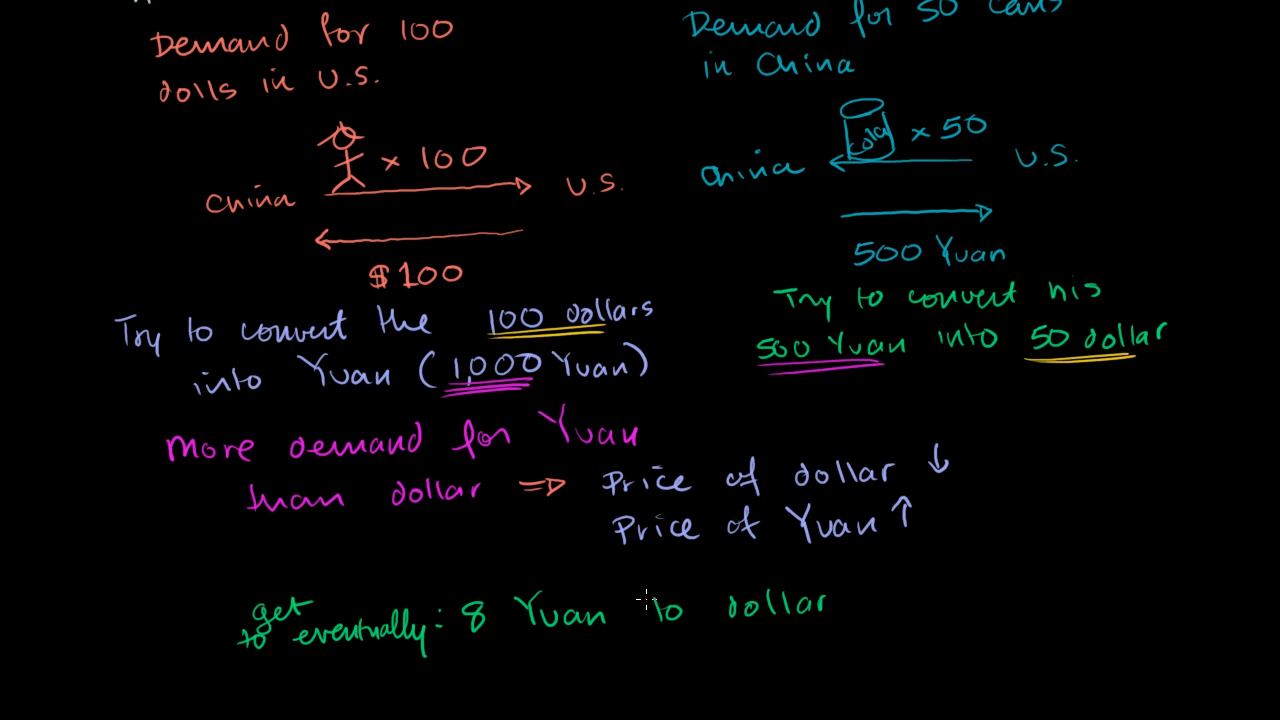 Demand for 100
dolls in U.S.
x 100
China
U.S.
$100
Demand for 50 cans
in China
cola
x 50
China
U.S.
500 Yuan
Try to convert the 100 dollars
into Yuan (1,000 Yuan)
Try to convert his
500 Yuan into 50 dollar
More demand for Yuan
than dollar ⇒ Price of dollar ↓
Price of Yuan ↑
get
to eventually: 8 Yuan to dollar